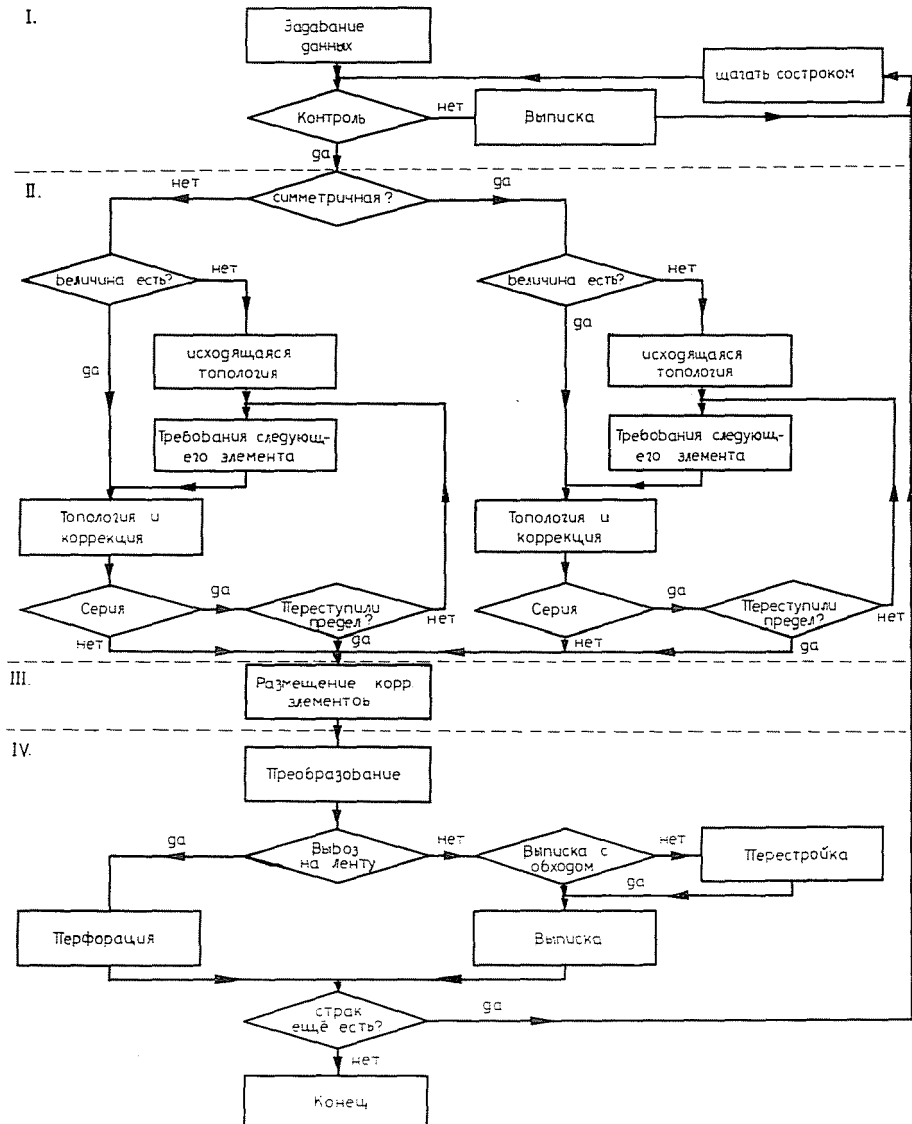 I.
Задавание
данных
щагать состроком
Контроль
нет
Выписка
да
II.
нет
симметричная?
да
величина есть?
нет
величина есть?
нет
да
исходящаяся
топология
да
исходящаяся
топология
Требования следующ-
его элемента
Требования следующ-
его элемента
Топология и
коррекция
Топология и
коррекция
Серия
да
Переступили
предел?
нет
Серия
да
Переступили
предел?
нет
нет
да
нет
да
III.
Размещение корр.
элементов
IV.
Преобразование
да
Вывоз
на ленту
нет
Выписка с
обходом
нет
Перестройка
да
Перфорация
Выписка
страк
ещё есть?
да
нет
Конец